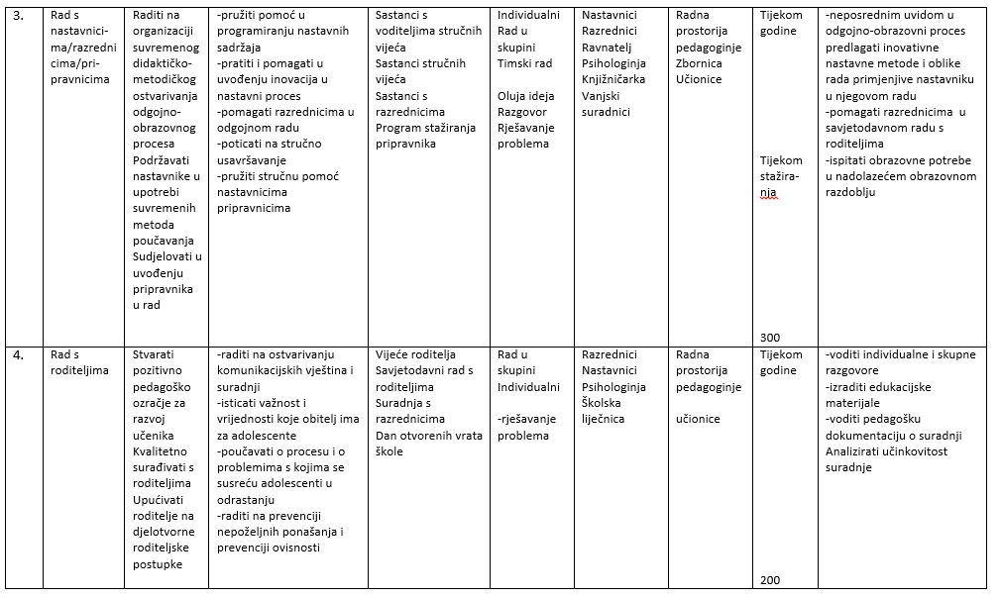 3.
Rad s
nastavnici-
ma/razredni
cima/pri-
pravnicima
Raditi na
organizaciji
suvremenog
didaktičko-
metodičkog
ostvarivanja
odgojno-
obrazovnog
procesa
Podržavati
nastavnike u
upotrebi
suvremenih
metoda
poučavanja
Sudjelovati u
uvođenju
pripravnika
u rad
-pružiti pomoć u
programiranju nastavnih
sadržaja
-pratiti i pomagati u
uvođenju inovacija u
nastavni proces
-pomagati razrednicima u
odgojnom radu
-poticati na stručno
usavršavanje
-pružiti stručnu pomoć
nastavnicima
pripravnicima
Sastanci s
voditeljima stručnih
vijeća
Sastanci stručnih
vijeća
Sastanci s
razrednicima
Program stažiranja
pripravnika
Individualni
Rad u
skupini
Timski rad
Oluja ideja
Razgovor
Rješavanje
problema
Nastavnici
Razrednici
Ravnatelj
Psihologinja
Knjižničarka
Vanjski
suradnici
Radna
prostorija
pedagoginje
Zbornica
Učionice
Tijekom
godine
Tijekom
stažira-
nja
300
-neposrednim uvidom u
odgojno-obrazovni proces
predlagati inovativne
nastavne metode i oblike
rada primjenjive nastavniku
u njegovom radu
-pomagati razrednicima u
savjetodavnom radu s
roditeljima
-ispitati obrazovne potrebe
u nadolazećem obrazovnom
razdoblju
4.
Rad s
roditeljima
Stvarati
pozitivno
pedagoško
ozračje za
razvoj
učenika
Kvalitetno
surađivati s
roditeljima
Upućivati
roditelje na
djelotvorne
roditeljske
postupke
-raditi na ostvarivanju
komunikacijskih vještina i
suradnji
-isticati važnost i
vrijednosti koje obitelj ima
za adolescente
-poučavati o procesu i o
problemima s kojima se
susreću adolescenti u
odrastanju
-raditi na prevenciji
nepoželjnih ponašanja i
prevenciji ovisnosti
Vijeće roditelja
Savjetodavni rad s
roditeljima
Suradnja s
razrednicima
Dan otvorenih vrata
škole
Rad u
skupini
Individualni
-rješavanje
problema
Razrednici
Nastavnici
Psihologinja
Školska
liječnica
Radna
prostorija
pedagoginje
učionice
Tijekom
godine
200
-voditi individualne i skupne
razgovore
-izraditi edukacijske
materijale
-voditi pedagošku
dokumentaciju o suradnji
Analizirati učinkovitost
suradnje